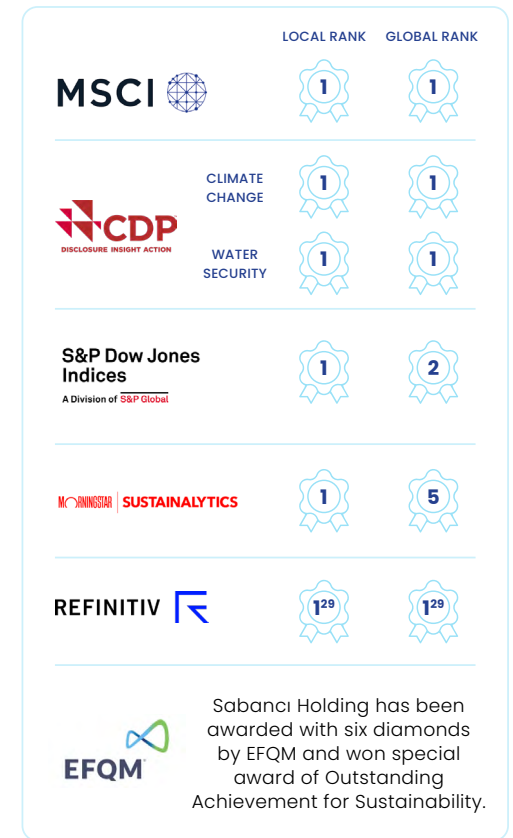 LOCAL RANK GLOBAL RANK
MSCI 1 1
CLIMATE
CHANGE
1 1
CDP
DISCLOSURE INSIGHT ACTION
WATER
SECURITY
1 1
S&P Dow Jones
Indices
A Division of S&P Global
1 2
MORNINGSTAR | SUSTAINALYTICS 1 5
REFINITIV 1²⁹ 1²⁹
EFQM
Sabancı Holding has been
awarded with six diamonds
by EFQM and won special
award of Outstanding
Achievement for Sustainability.